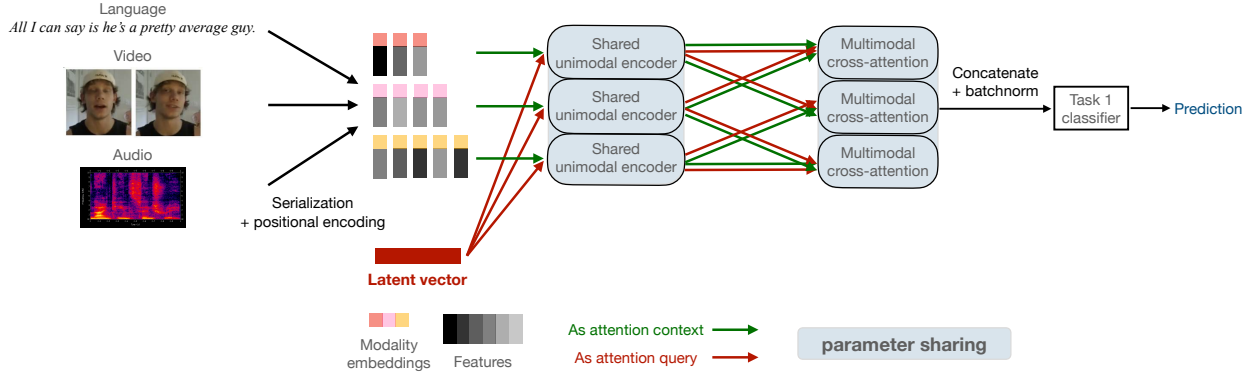 Language
All I can say is he's a pretty average guy.
Video
Audio
Serialization
+ positional encoding
Latent vector
Shared
unimodal encoder
Shared
unimodal encoder
Shared
unimodal encoder
Multimodal
cross-attention
Multimodal
cross-attention
Multimodal
cross-attention
Concatenate
+ batchnorm
Task 1
classifier
Prediction
Modality
embeddings
Features
As attention context
As attention query
parameter sharing